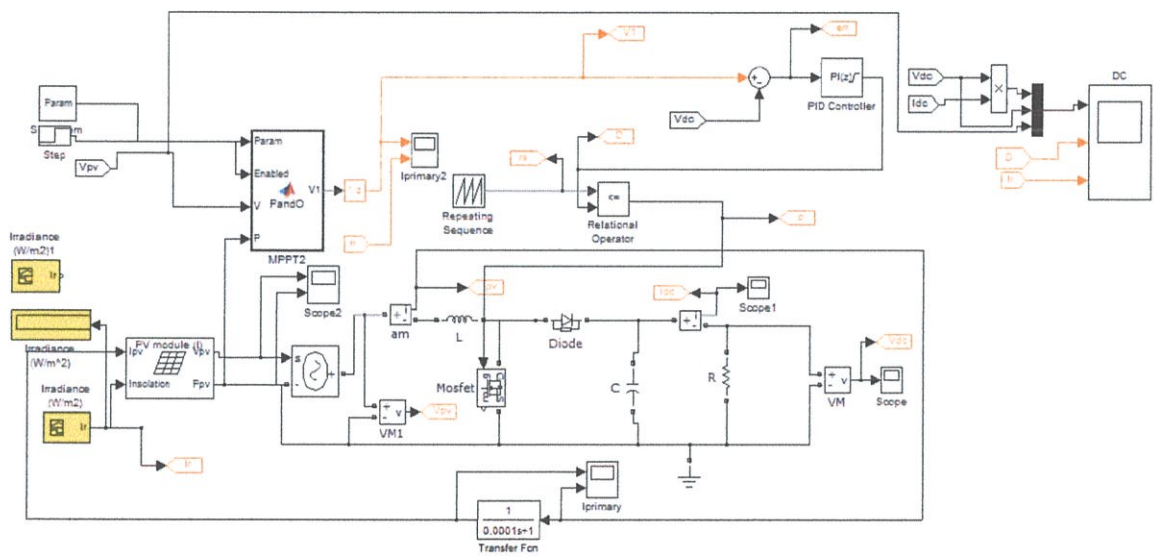 V1
err
Vdc
Idc
×
DC
PI(z)
PID Controller
Param
Step
Vpv
Param
Enabled
V
P
PandO
V1
MPPT2
Iprimary2
Vdc
D
Repeating
Sequence
<=
Relational
Operator
D
Ir
Irradiance
(W/m2)1
Ir
Irradiance
(W/m^2)
Irradiance
(W/m2)
Ir
Ir
PV module (I)
Ipv
Vpv
Insolation
Ppv
Scope2
s
am
L
Mosfet
Diode
C
R
Idc
Scope1
VM1
v
Vpv
VM
v
Vdc
Scope
Iprimary
1
0.0001s+1
Transfer Fcn